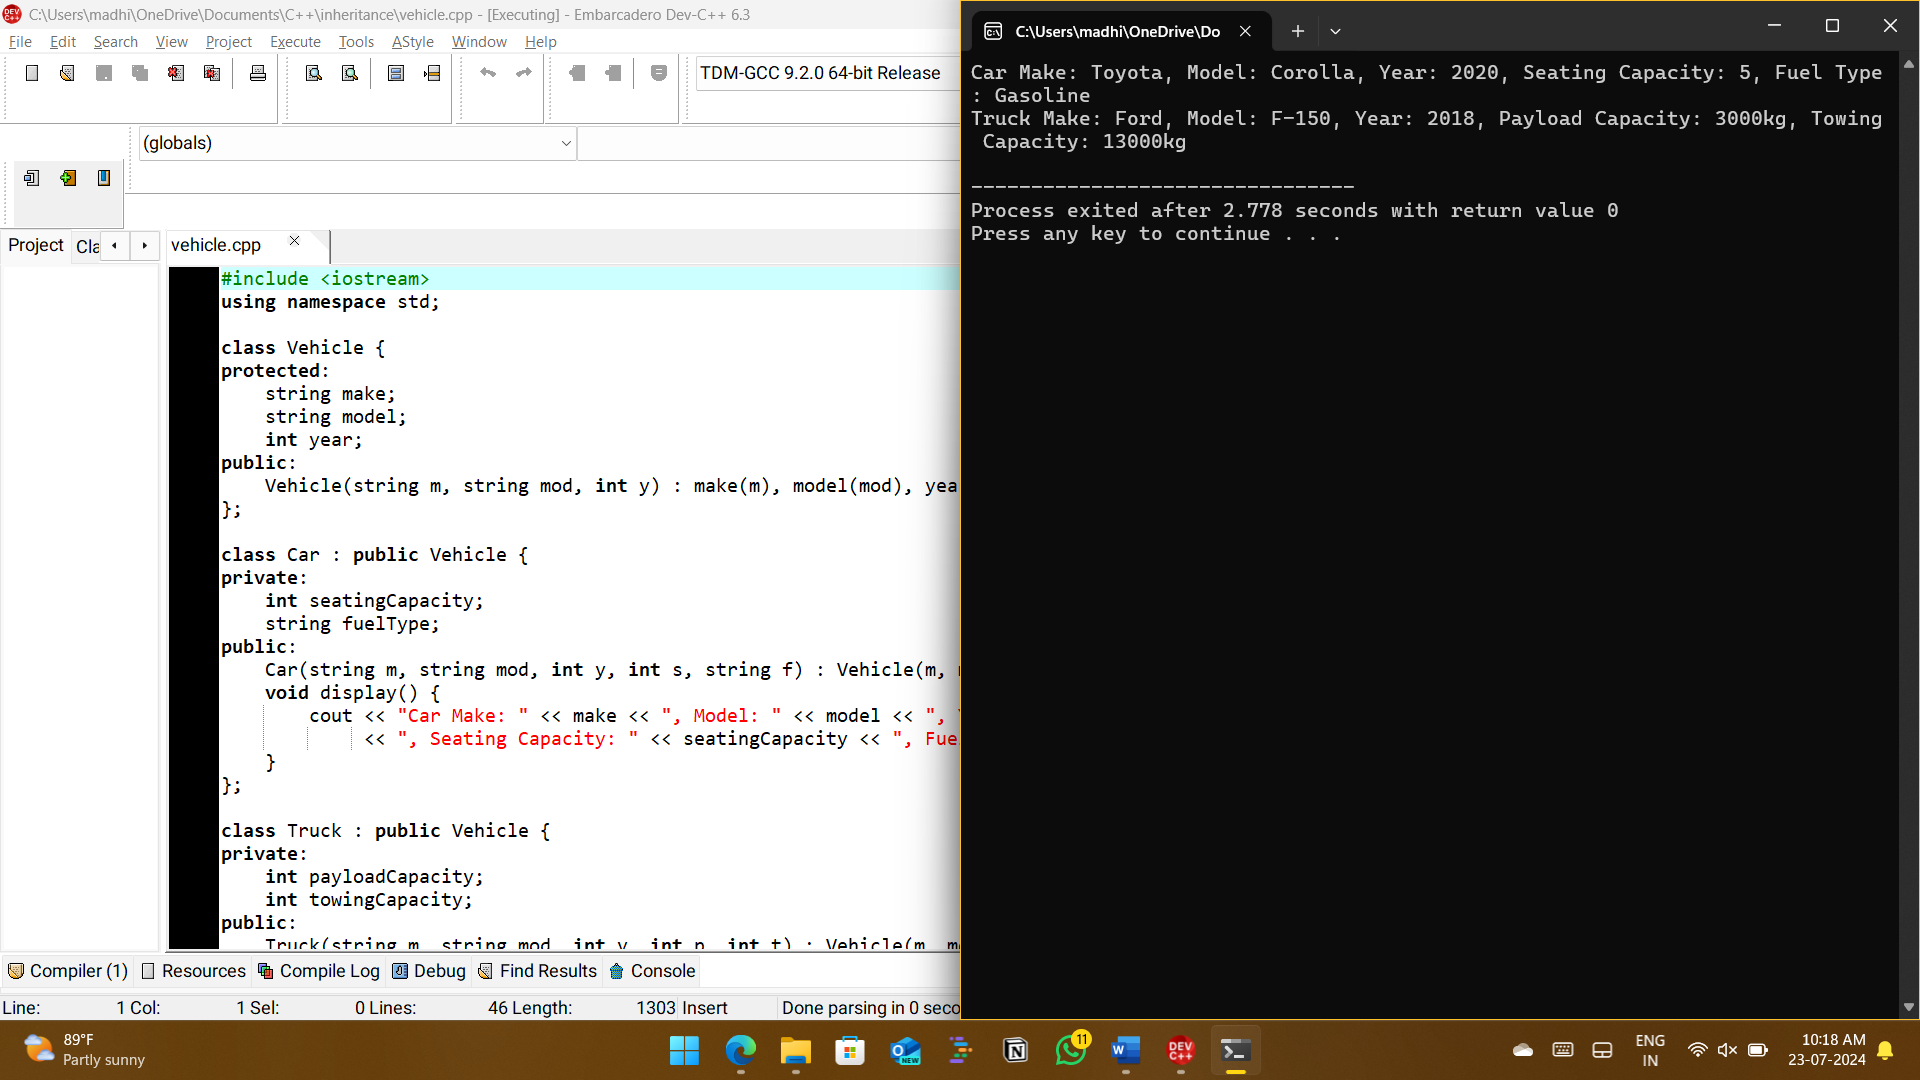 C:\Users\madhi\OneDrive\Documents\C++\inheritance\vehicle.cpp - [Executing] - Embarcadero Dev-C++ 6.3
File Edit Search View Project Execute Tools AStyle Window Help
TDM-GCC 9.2.0 64-bit Release
(globals)
Project Cla
vehicle.cpp
#include <iostream>
using namespace std;
class Vehicle {
protected:
string make;
string model;
int year;
public:
Vehicle(string m, string mod, int y) : make(m), model(mod), yea
};
class Car : public Vehicle {
private:
int seatingCapacity;
string fuelType;
public:
Car(string m, string mod, int y, int s, string f) : Vehicle(m,
void display() {
cout << "Car Make: " << make << ", Model: " << model << ",
<< ", Seating Capacity: " << seatingCapacity << ", Fue
}
};
class Truck : public Vehicle {
private:
int payloadCapacity;
int towingCapacity;
public:
Truck(string m, string mod, int y, int p, int t) : Vehicle(m, mo
Compiler (1) Resources Compile Log Debug Find Results Console
Line: 1 Col: 1 Sel: 0 Lines: 46 Length: 1303 Insert Done parsing in 0 seco
C:\Users\madhi\OneDrive\Do
Car Make: Toyota, Model: Corolla, Year: 2020, Seating Capacity: 5, Fuel Type
: Gasoline
Truck Make: Ford, Model: F-150, Year: 2018, Payload Capacity: 3000kg, Towing
Capacity: 13000kg
--------------------------------
Process exited after 2.778 seconds with return value 0
Press any key to continue . . .
89°F
Partly sunny
NEW
11
DEV
C++
ENG
IN
10:18 AM
23-07-2024